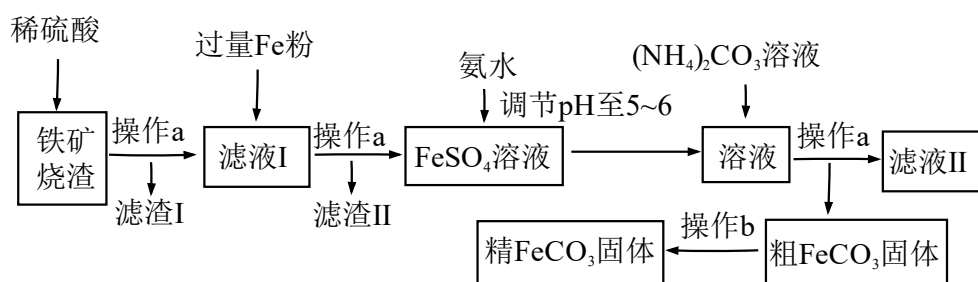 稀硫酸
过量Fe粉
氨水
(NH₄)₂CO₃溶液
调节pH至5~6
铁矿
烧渣
操作a
滤液I
操作a
FeSO₄溶液
溶液
操作a
滤液II
滤渣I
滤渣II
精FeCO₃固体
操作b
粗FeCO₃固体